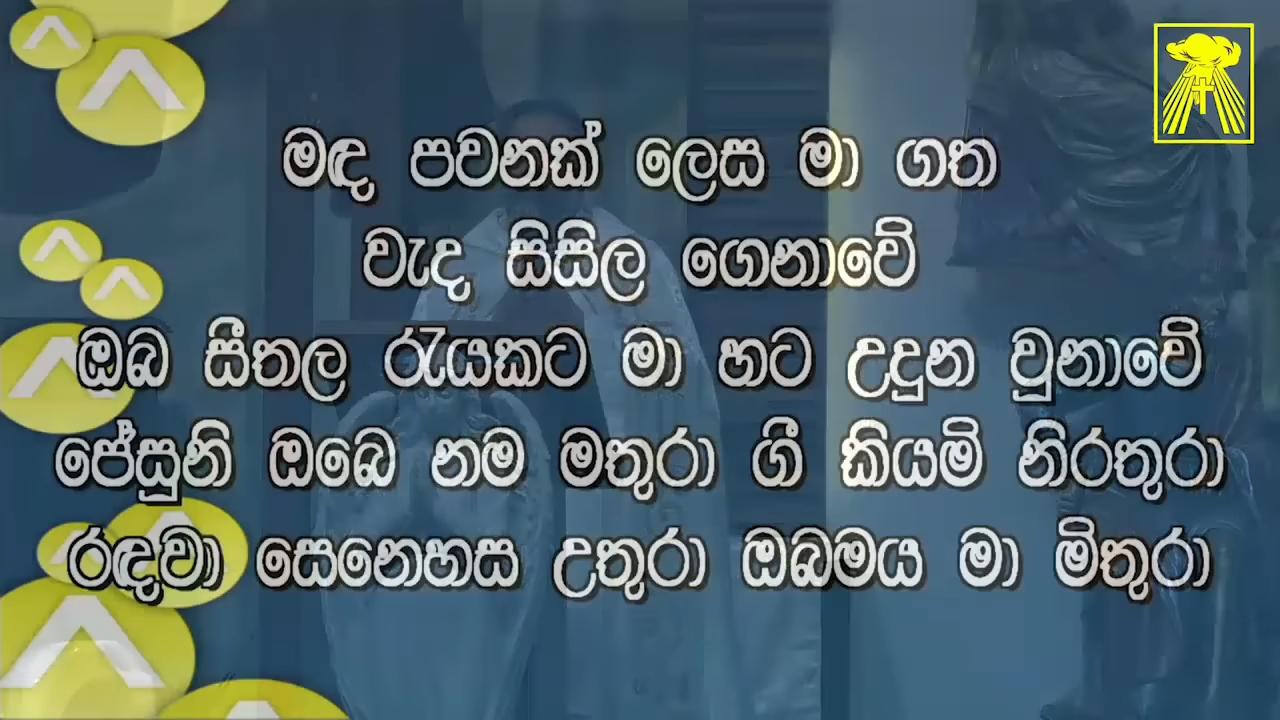 මඳ පවනක් ලෙස මා ගත
වැද සිසිල ගෙනාවේ
ඔබ සීතල රැයකට මා හට උදුන වූනාවේ
ජේසුනි ඔබෙ නම මතුරා ගී කියමි නිරතුරා
රඳවා සෙනෙහස උතුරා ඔබමය මා මිතුරා